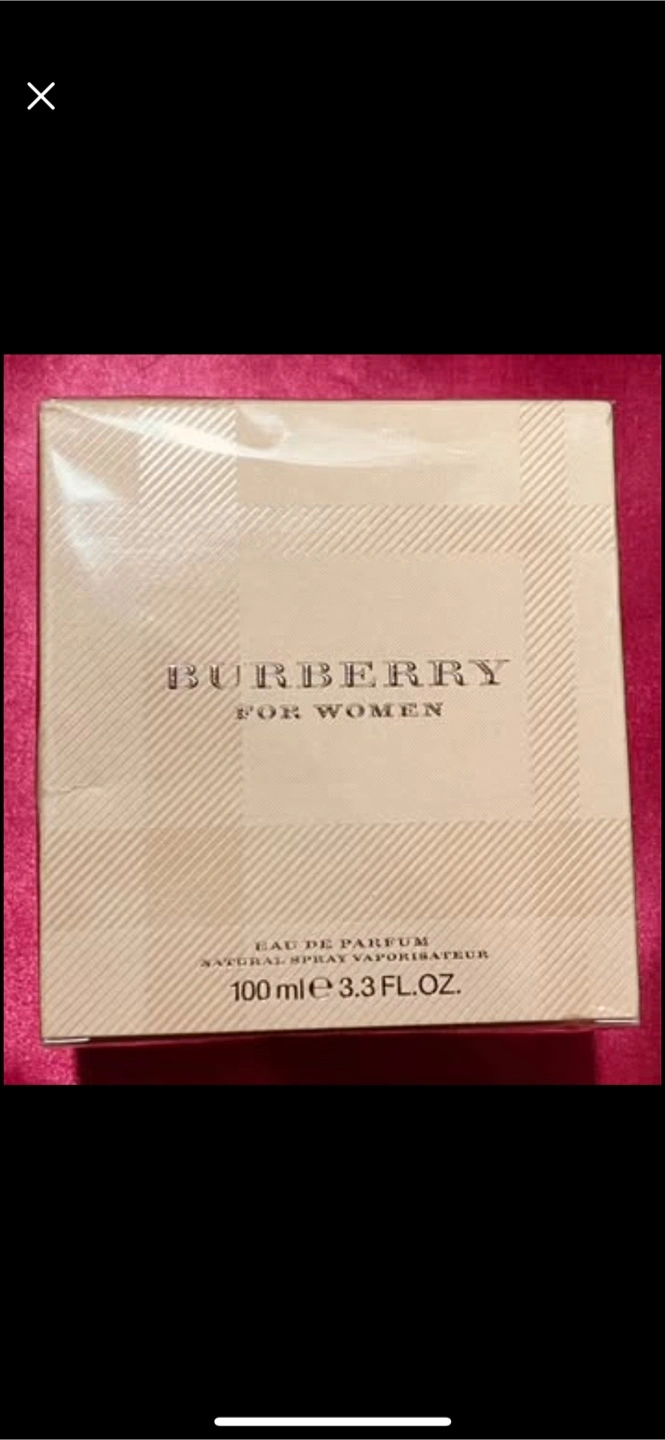 BURBERRY
FOR WOMEN
EAU DE PARFUM
NATURAL SPRAY VAPORISATEUR
100 ml ℮ 3.3 FL.OZ.